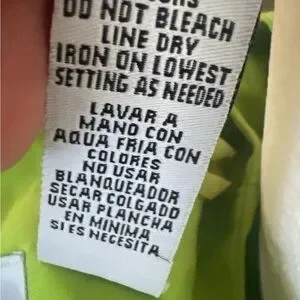 DO NOT BLEACH
LINE DRY
IRON ON LOWEST
SETTING AS NEEDED
LAVAR A
MANO CON
AQUA FRIA CON
COLORES
NO USAR
BLANQUEADOR
SECAR COLGADO
USAR PLANCHA
EN MINIMA
SI ES NECESITA